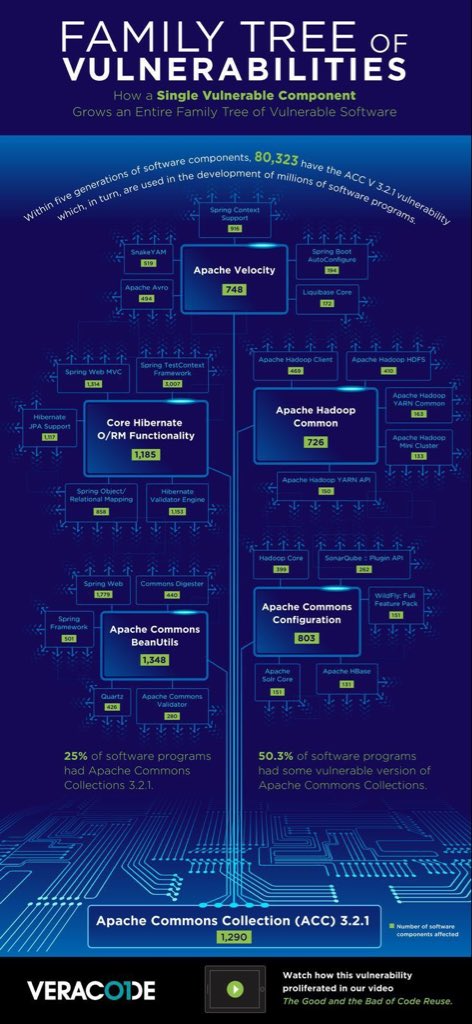 FAMILY TREE OF
VULNERABILITIES
How a Single Vulnerable Component
Grows an Entire Family Tree of Vulnerable Software
Within five generations of software components, 80,323 have the ACC V 3.2.1 vulnerability
which, in turn, are used in the development of millions of software programs.
Spring Context
Support
916
SnakeYAM
519
Apache Velocity
748
Spring Boot
AutoConfigure
194
Apache Avro
494
Liquibase Core
172
Spring Web MVC
1,314
Spring TestContext
Framework
3,007
Hibernate
JPA Support
1,117
Core Hibernate
O/RM Functionality
1,185
Spring Object/
Relational Mapping
858
Hibernate
Validator Engine
1,153
Apache Hadoop Client
469
Apache Hadoop HDFS
410
Apache Hadoop
Common
726
Apache Hadoop
YARN Common
163
Apache Hadoop
Mini Cluster
133
Apache Hadoop YARN API
150
Spring Web
1,779
Commons Digester
440
Spring
Framework
501
Apache Commons
BeanUtils
1,348
Quartz
426
Apache Commons
Validator
280
Hadoop Core
399
SonarQube :: Plugin API
262
Apache Commons
Configuration
803
WildFly: Full
Feature Pack
151
Apache
Solr Core
151
Apache HBase
131
25% of software programs
had Apache Commons
Collections 3.2.1.
50.3% of software programs
had some vulnerable version of
Apache Commons Collections.
Apache Commons Collection (ACC) 3.2.1
1,290
Number of software
components affected
VERACODE
Watch how this vulnerability
proliferated in our video
The Good and the Bad of Code Reuse.